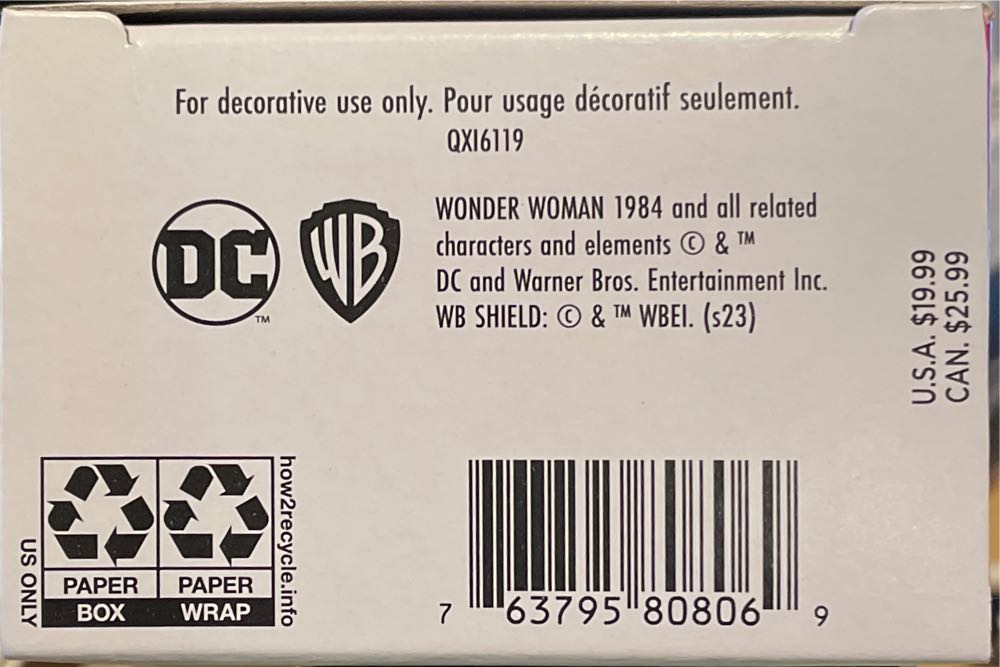 For decorative use only. Pour usage décoratif seulement.
QXI6119
DC
TM
WB
WONDER WOMAN 1984 and all related
characters and elements © & ™
DC and Warner Bros. Entertainment Inc.
WB SHIELD: © & ™ WBEI. (s23)
U.S.A. $19.99
CAN. $25.99
US ONLY
PAPER PAPER
BOX WRAP
how2recycle.info
7 63795 80806 9